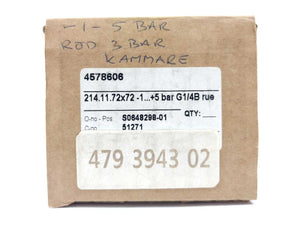 -1-5 BAR
RÖD 3 BAR
KAMMARE
4578606
214.11.72x72 -1...+5 bar G1/4B rue
O-no - Pos S0648298-01 QTY:
C-no 51271
479 3943 02